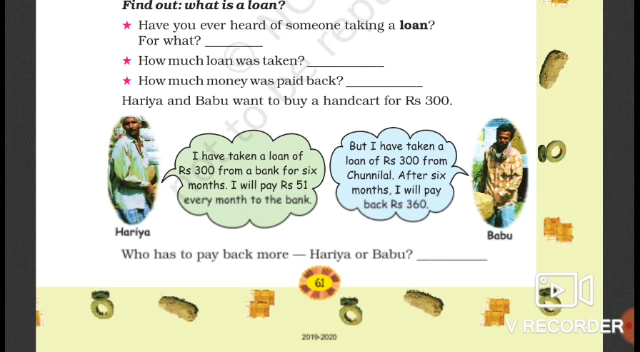 Find out: what is a loan?
★ Have you ever heard of someone taking a loan?
For what? ________
★ How much loan was taken? ___________
★ How much money was paid back? ___________
Hariya and Babu want to buy a handcart for Rs 300.
I have taken a loan of
Rs 300 from a bank for six
months. I will pay Rs 51
every month to the bank.
But I have taken a
loan of Rs 300 from
Chunnilal. After six
months, I will pay
back Rs 360.
Hariya
Babu
Who has to pay back more — Hariya or Babu? __________
61
2019-2020
V RECORDER